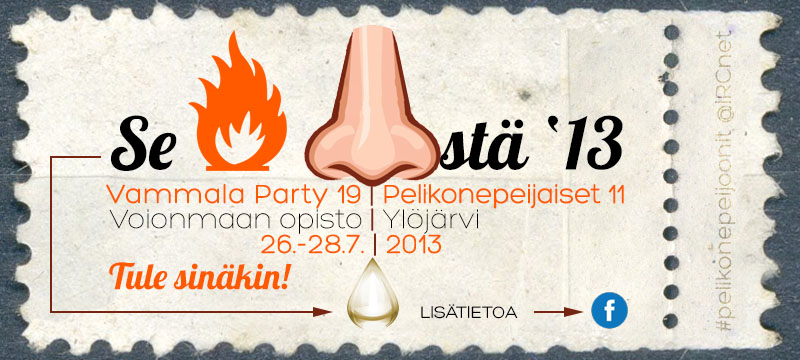 Se stä '13
Vammala Party 19 Pelikonepeijaiset 11
Voionmaan opisto Ylöjärvi
26.-28.7. 2013
Tule sinäkin!
LISÄTIETOA
f
#pelikonepeijoonit @IRCnet